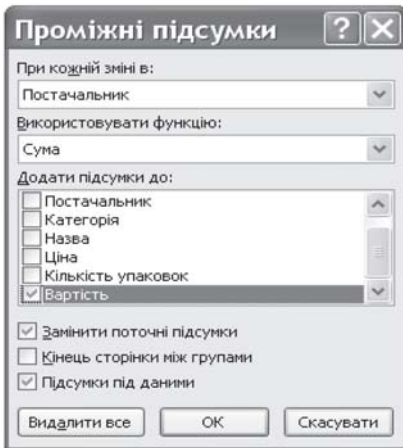 Проміжні підсумки
При кожній зміні в:
Постачальник
Використовувати функцію:
Сума
Додати підсумки до:
Постачальник
Категорія
Назва
Ціна
Кількість упаковок
Вартість
Замінити поточні підсумки
Кінець сторінки між групами
Підсумки під даними
Видалити все OK Скасувати